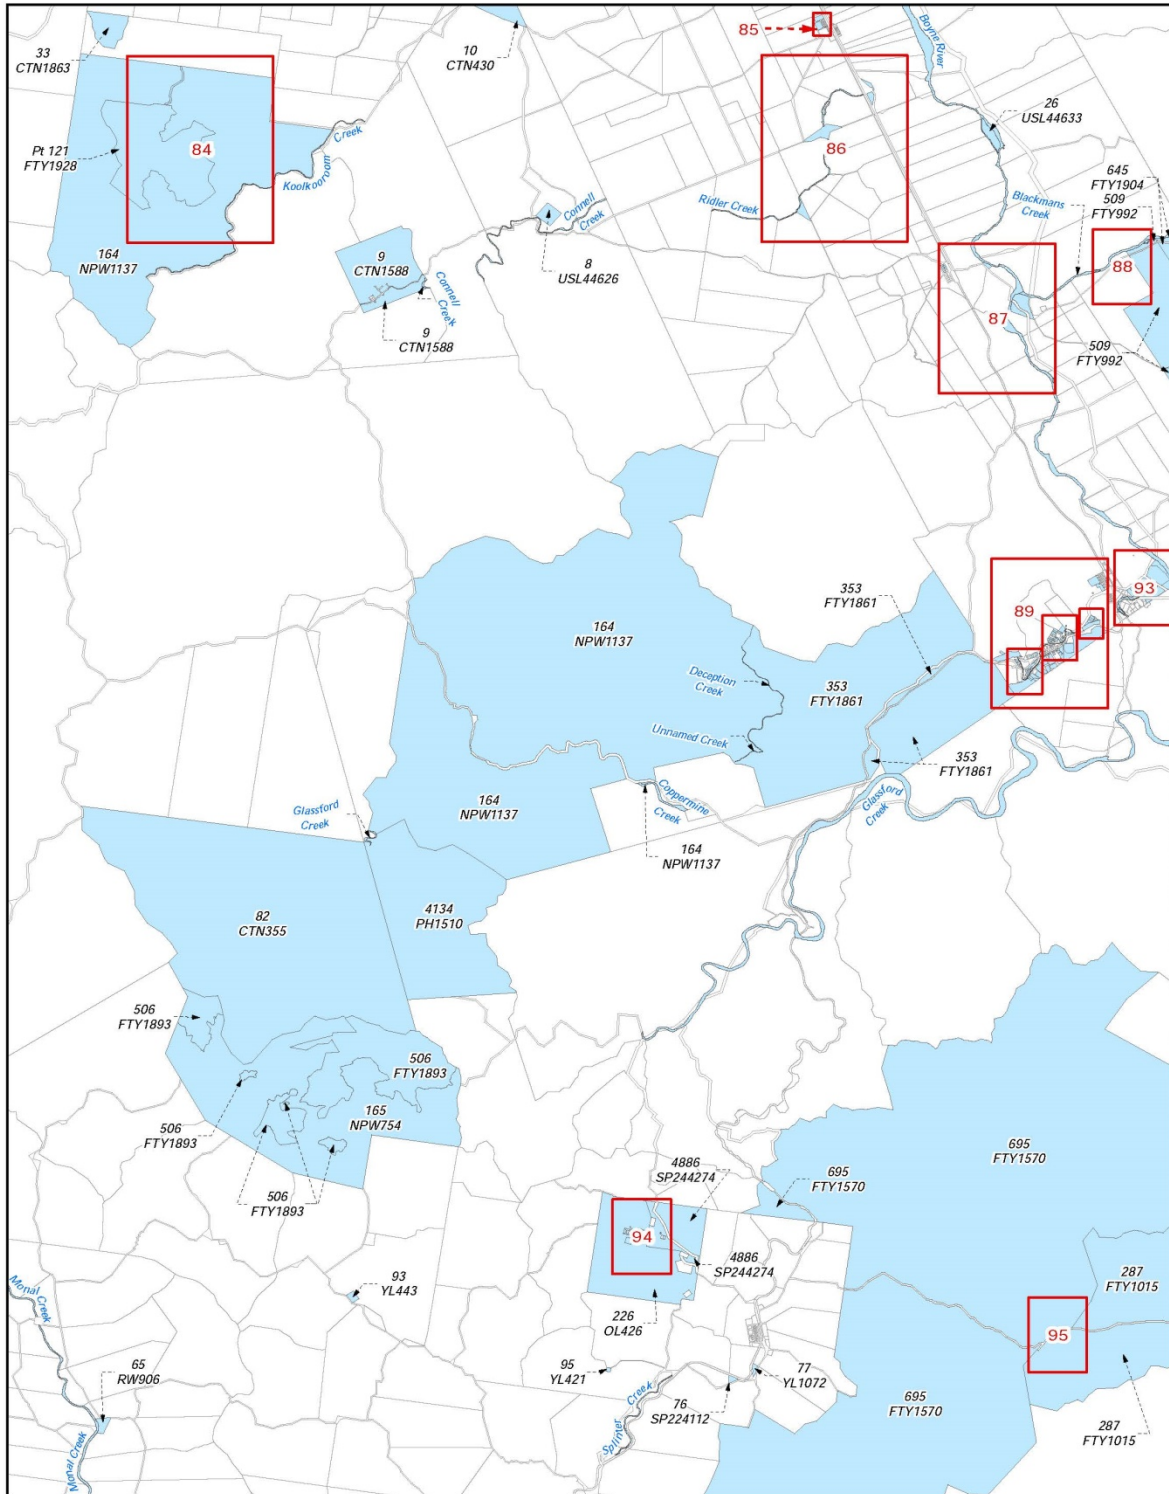 33
CTN1863
10
CTN430
85
Boyne River
26
USL44633
Pt 121
FTY1928
84
Creek
Koolkooroom
86
Ridler Creek
Blackmans
Creek
645
FTY1904
509
FTY992
88
Connell
Creek
8
USL44626
164
NPW1137
9
CTN1588
Connell
Creek
9
CTN1588
87
509
FTY992
93
353
FTY1861
89
164
NPW1137
Deception
Creek
353
FTY1861
Unnamed Creek
353
FTY1861
Glassford
Creek
164
NPW1137
Coppermine
Creek
Glassford
Creek
164
NPW1137
82
CTN355
4134
PH1510
506
FTY1893
506
FTY1893
165
NPW754
506
FTY1893
506
FTY1893
695
FTY1570
4886
SP244274
695
FTY1570
94
4886
SP244274
287
FTY1015
Monal Creek
93
YL443
226
OL426
95
65
RW906
95
YL421
Splinter Creek
76
SP224112
77
YL1072
695
FTY1570
287
FTY1015
Monal Creek